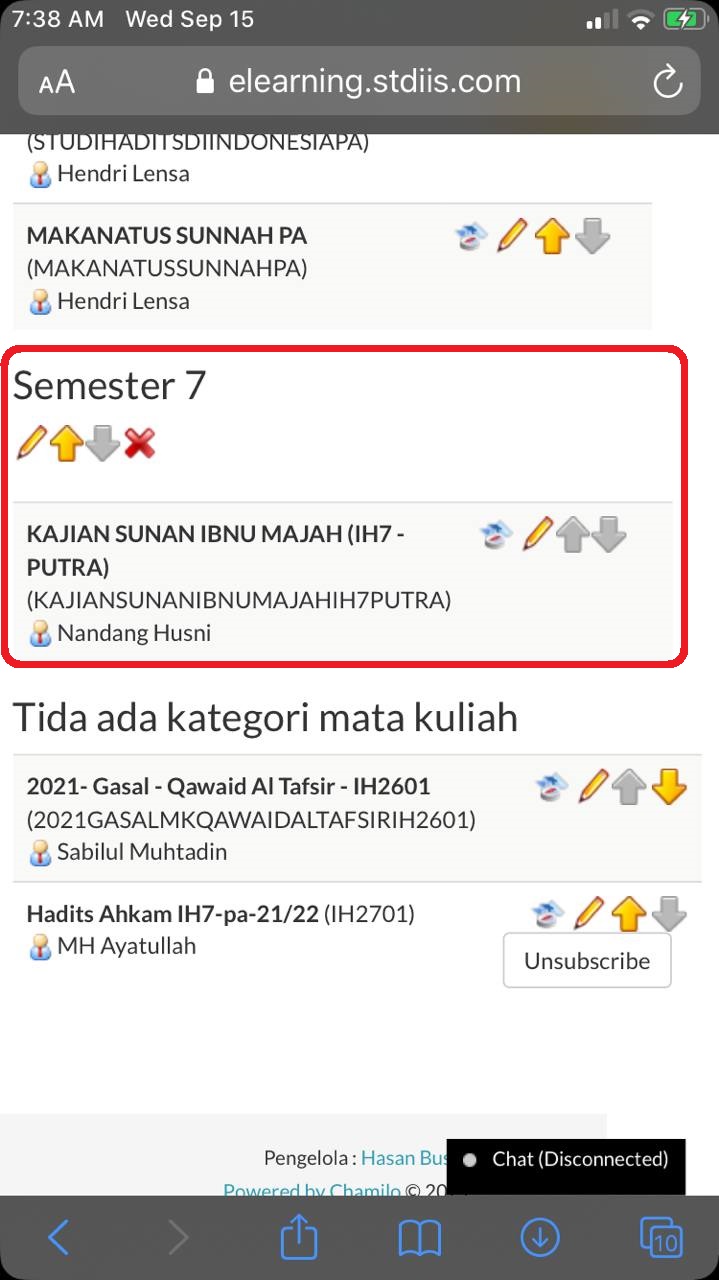 7:38 AM Wed Sep 15
AA elearning.stdiis.com
(STUDIHADITSDIINDONESIAPA)
Hendri Lensa
MAKANATUS SUNNAH PA
(MAKANATUSSUNNAHPA)
Hendri Lensa
Semester 7
KAJIAN SUNAN IBNU MAJAH (IH7 -
PUTRA)
(KAJIANSUNANIBNUMAJAHIH7PUTRA)
Nandang Husni
Tida ada kategori mata kuliah
2021- Gasal - Qawaid Al Tafsir - IH2601
(2021GASALMKQAWAIDALTAFSIRIH2601)
Sabilul Muhtadin
Hadits Ahkam IH7-pa-21/22 (IH2701)
MH Ayatullah
Unsubscribe
Pengelola : Hasan Bus
Chat (Disconnected)
Powered by Chamilo © 20
10